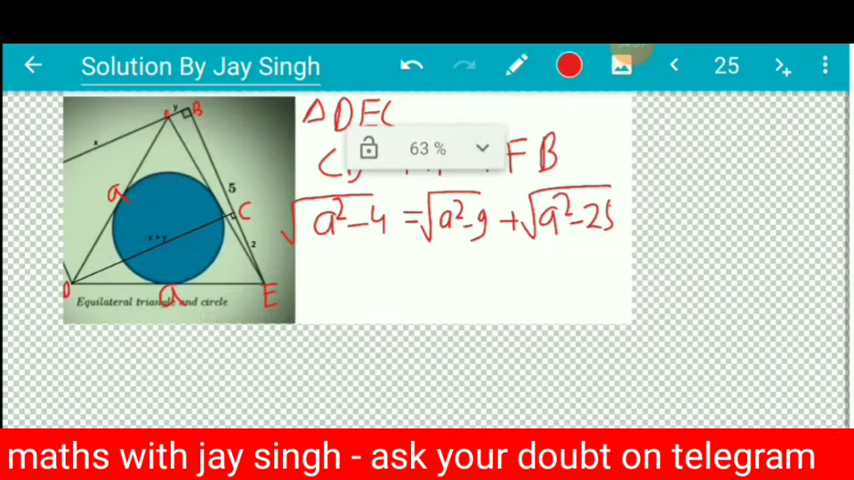 Solution By Jay Singh
25
△DEC
63 %
FB
√a²-4 = √a²-9 + √a²-25
y
B
x
a
5
C
x + y
2
D
a
E
Equilateral triangle and circle
maths with jay singh - ask your doubt on telegram